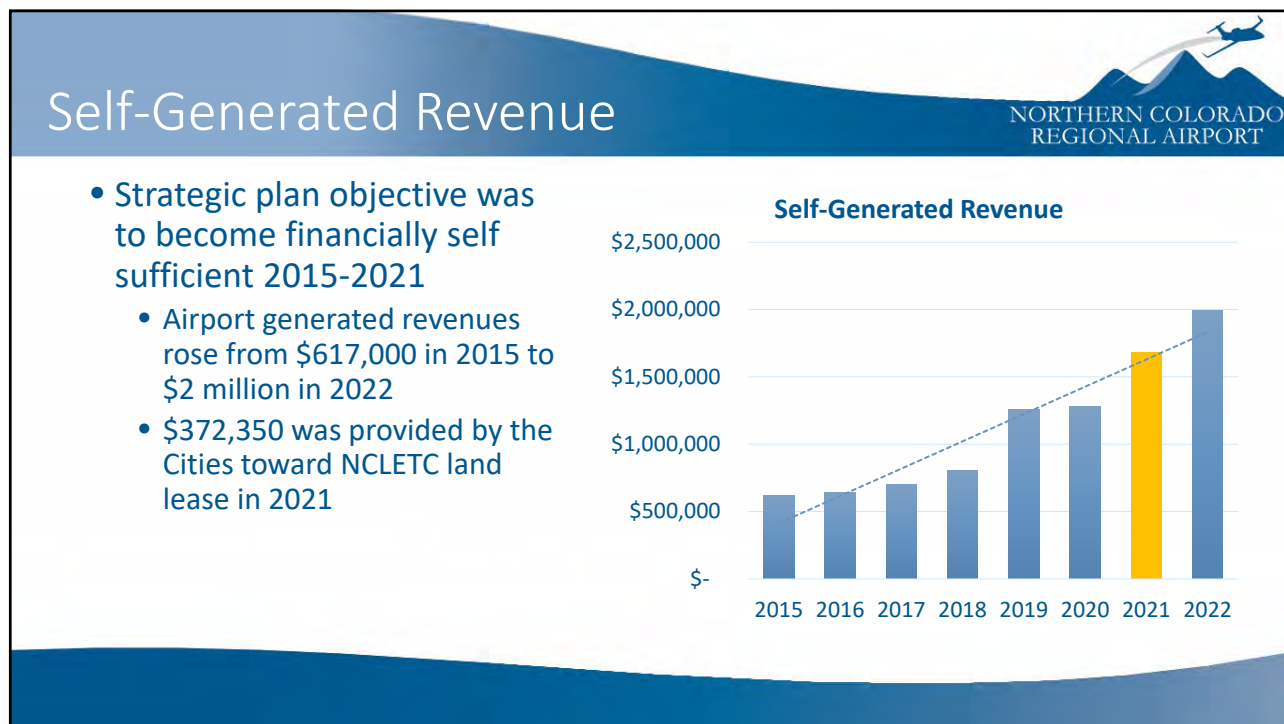 Self-Generated Revenue
NORTHERN COLORADO
REGIONAL AIRPORT
• Strategic plan objective was
to become financially self
sufficient 2015-2021
• Airport generated revenues
rose from $617,000 in 2015 to
$2 million in 2022
• $372,350 was provided by the
Cities toward NCLETC land
lease in 2021
Self-Generated Revenue
$2,500,000
$2,000,000
$1,500,000
$1,000,000
$500,000
$-
2015 2016 2017 2018 2019 2020 2021 2022